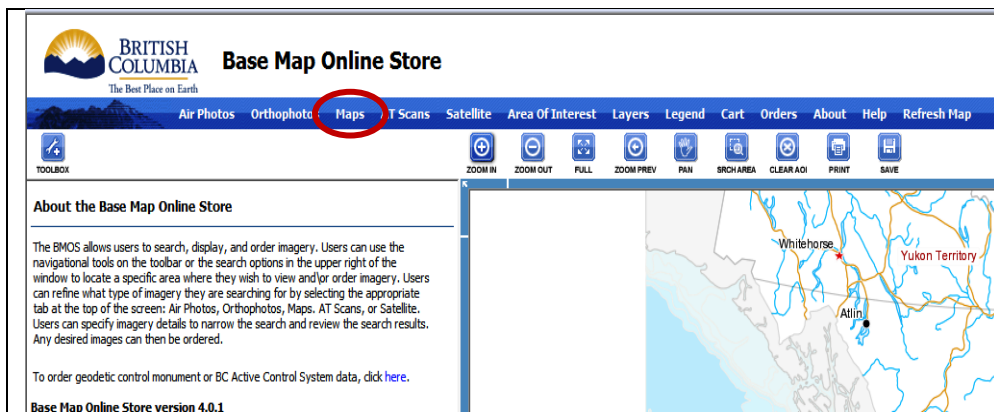 BRITISH
COLUMBIA
The Best Place on Earth
Base Map Online Store
Air Photos Orthophotos Maps AT Scans Satellite Area Of Interest Layers Legend Cart Orders About Help Refresh Map
TOOLBOX ZOOM IN ZOOM OUT FULL ZOOM PREV PAN SRCH AREA CLEAR AOI PRINT SAVE
About the Base Map Online Store
The BMOS allows users to search, display, and order imagery. Users can use the
navigational tools on the toolbar or the search options in the upper right of the
window to locate a specific area where they wish to view and\or order imagery. Users
can refine what type of imagery they are searching for by selecting the appropriate
tab at the top of the screen: Air Photos, Orthophotos, Maps. AT Scans, or Satellite.
Users can specify imagery details to narrow the search and review the search results.
Any desired images can then be ordered.
To order geodetic control monument or BC Active Control System data, click here.
Base Map Online Store version 4.0.1
Whitehorse
Yukon Territory
Atlin